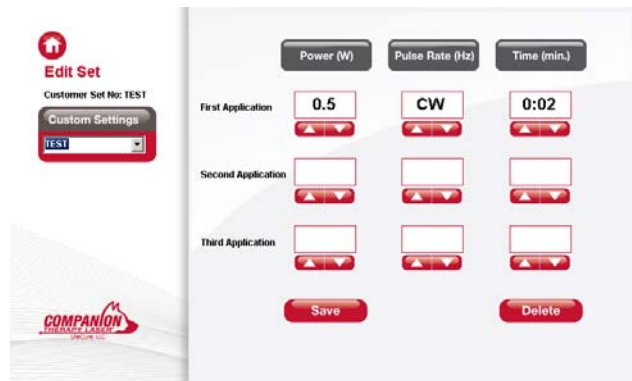 Edit Set
Customer Set No: TEST
Custom Settings
TEST
Power (W) Pulse Rate (Hz) Time (min.)
First Application 0.5 CW 0:02
Second Application
Third Application
Save Delete
COMPANION
THERAPY LASER